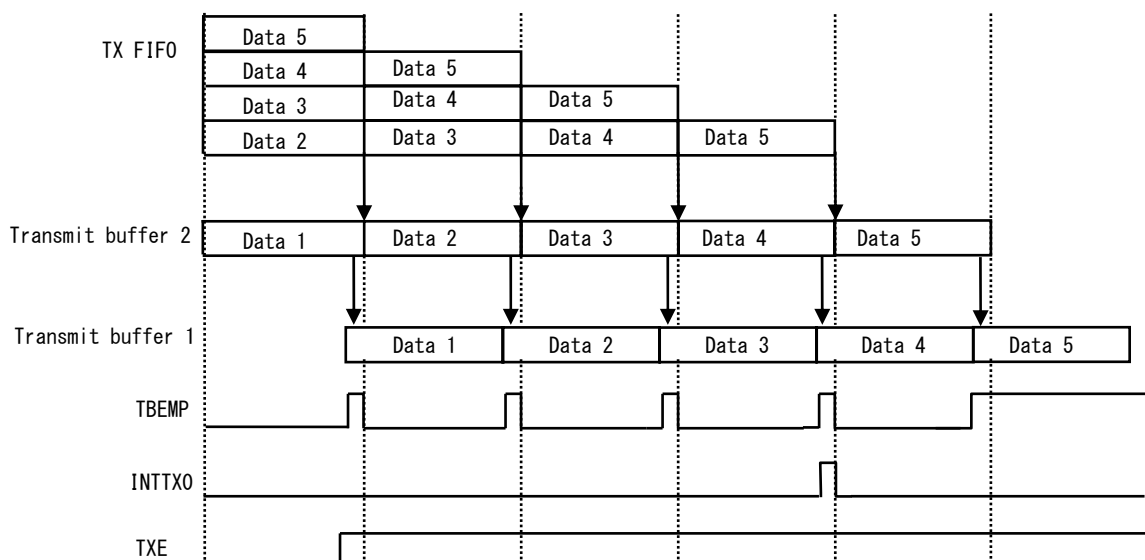 Data 5
TX FIFO
Data 4 Data 5
Data 3 Data 4 Data 5
Data 2 Data 3 Data 4 Data 5
Transmit buffer 2 Data 1 Data 2 Data 3 Data 4 Data 5
Transmit buffer 1 Data 1 Data 2 Data 3 Data 4 Data 5
TBEMP
INTTX0
TXE